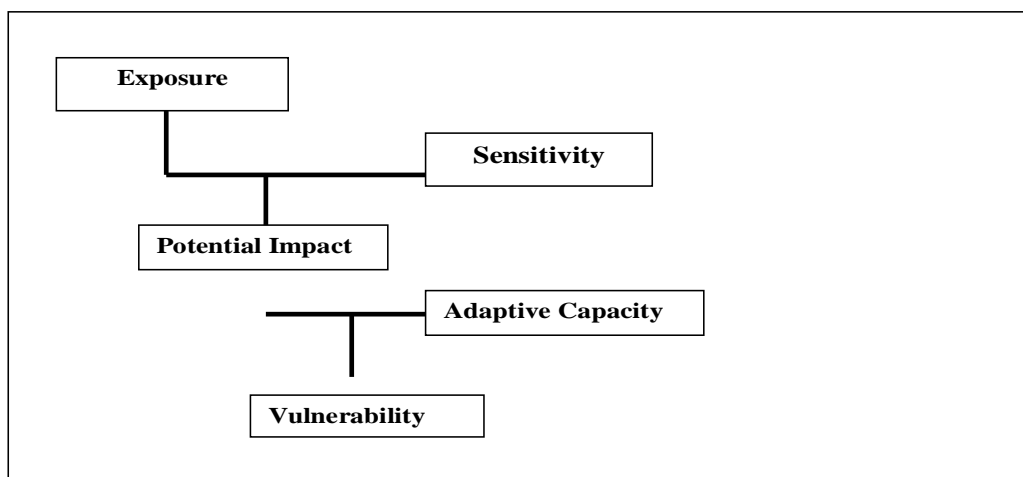 Exposure
Sensitivity
Potential Impact
Adaptive Capacity
Vulnerability